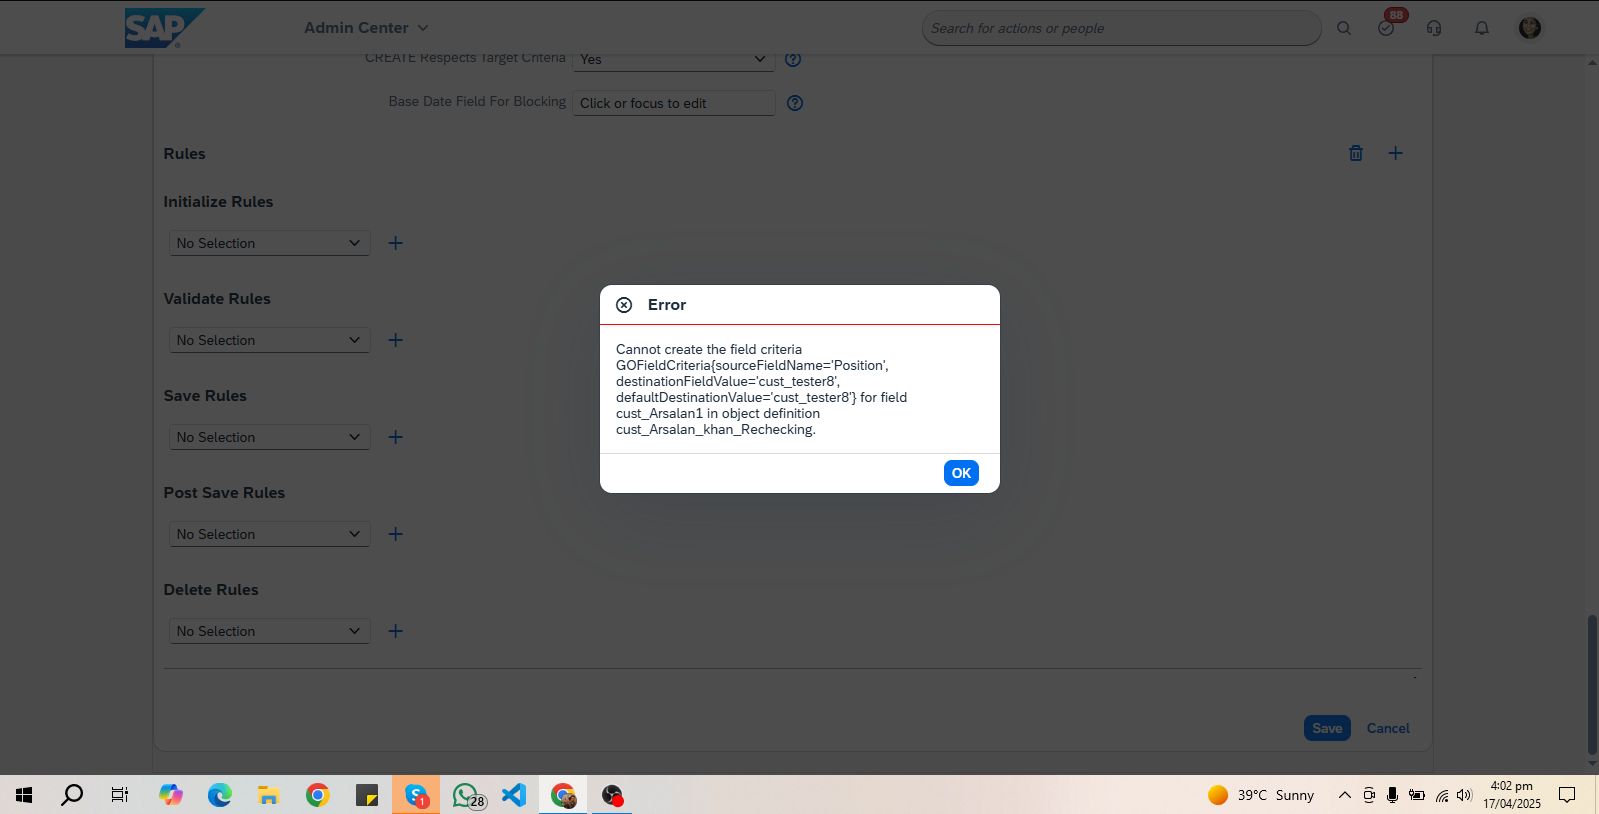 SAP
Admin Center
Search for actions or people
88
CREATE Respects Target Criteria
Yes
Base Date Field For Blocking
Click or focus to edit
Rules
Initialize Rules
No Selection
Validate Rules
No Selection
Save Rules
No Selection
Post Save Rules
No Selection
Delete Rules
No Selection
Error
Cannot create the field criteria
GOFieldCriteria{sourceFieldName='Position',
destinationFieldValue='cust_tester8',
defaultDestinationValue='cust_tester8'} for field
cust_Arsalan1 in object definition
cust_Arsalan_khan_Rechecking.
OK
Save
Cancel
1
28
39°C Sunny
4:02 pm
17/04/2025